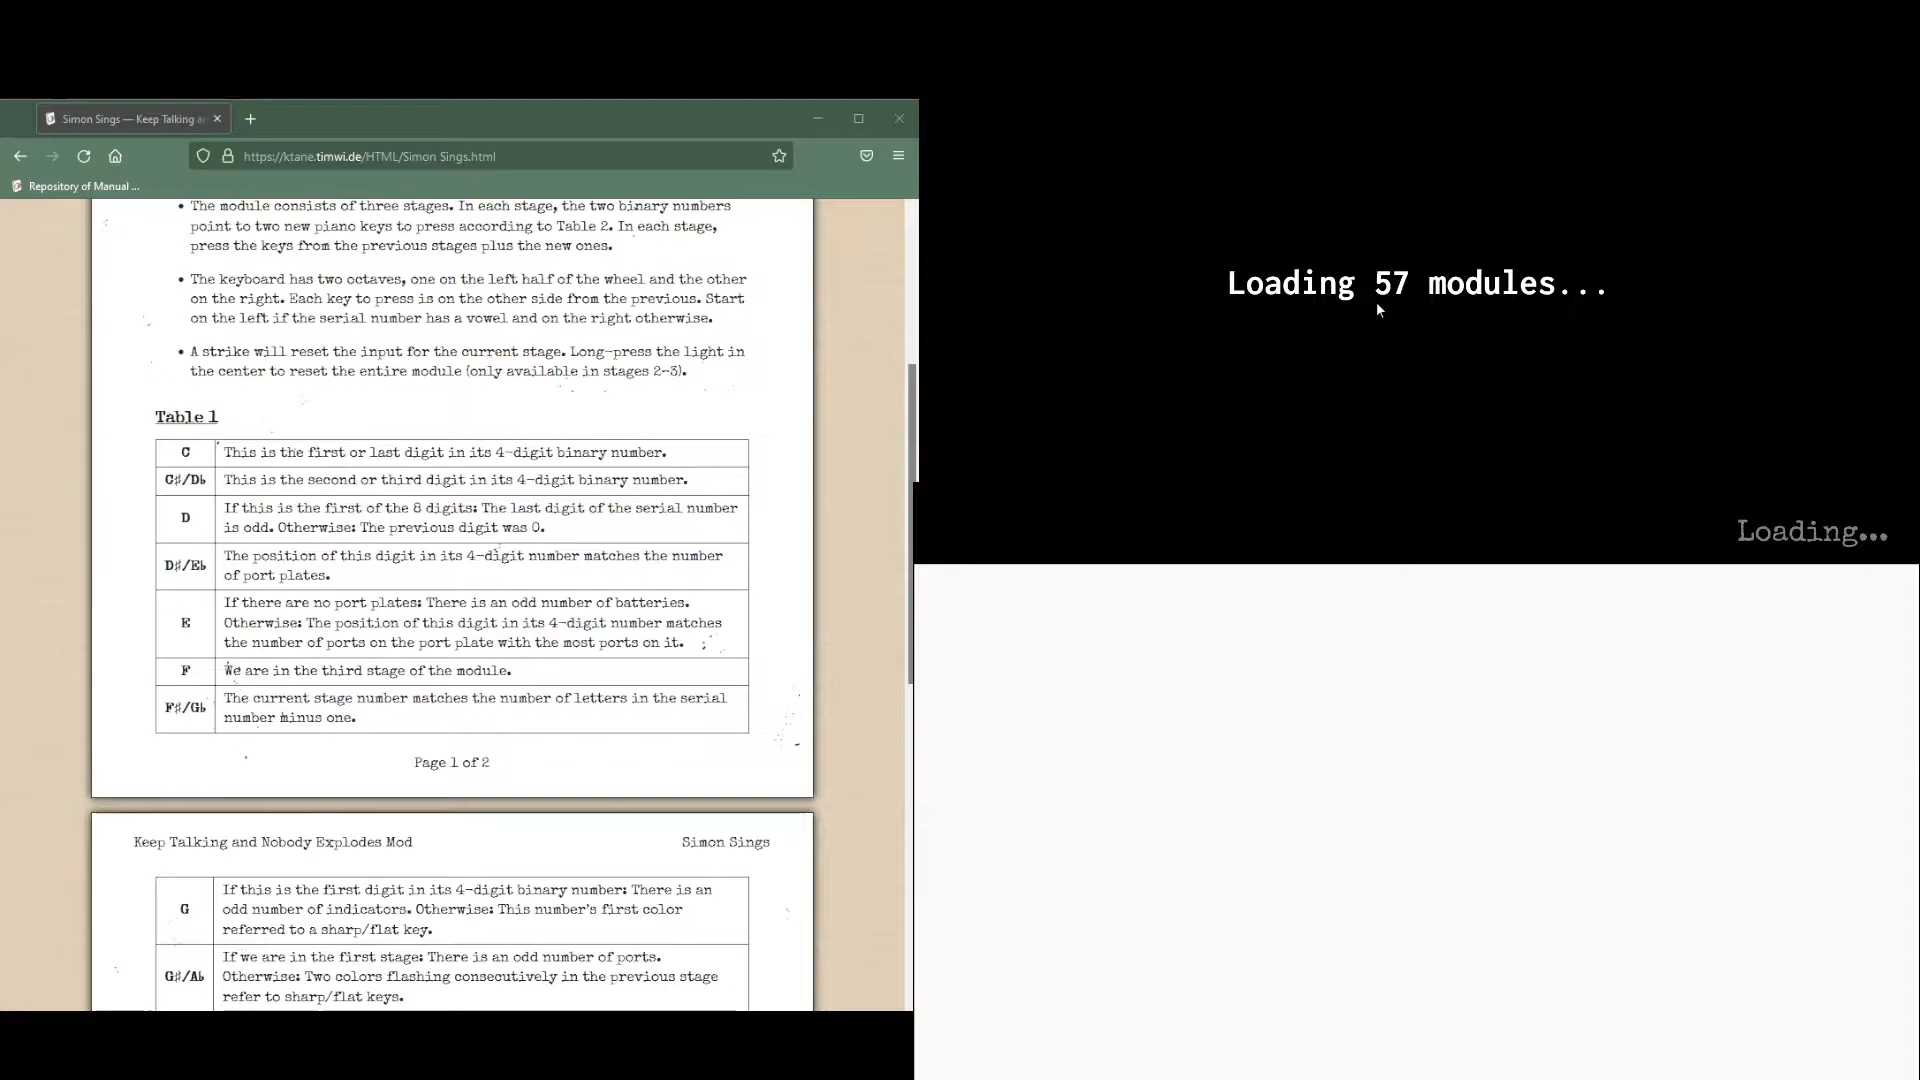 Simon Sings — Keep Talking an
https://ktane.timwi.de/HTML/Simon Sings.html
Repository of Manual ...
• The module consists of three stages. In each stage, the two binary numbers
point to two new piano keys to press according to Table 2. In each stage,
press the keys from the previous stages plus the new ones.
• The keyboard has two octaves, one on the left half of the wheel and the other
on the right. Each key to press is on the other side from the previous. Start
on the left if the serial number has a vowel and on the right otherwise.
• A strike will reset the input for the current stage. Long-press the light in
the center to reset the entire module (only available in stages 2–3).
Table 1
C This is the first or last digit in its 4-digit binary number.
C♯/D♭ This is the second or third digit in its 4-digit binary number.
D If this is the first of the 8 digits: The last digit of the serial number
is odd. Otherwise: The previous digit was 0.
D♯/E♭ The position of this digit in its 4-digit number matches the number
of port plates.
E If there are no port plates: There is an odd number of batteries.
Otherwise: The position of this digit in its 4-digit number matches
the number of ports on the port plate with the most ports on it.
F We are in the third stage of the module.
F♯/G♭ The current stage number matches the number of letters in the serial
number minus one.
Page 1 of 2
Keep Talking and Nobody Explodes Mod Simon Sings
G If this is the first digit in its 4-digit binary number: There is an
odd number of indicators. Otherwise: This number's first color
referred to a sharp/flat key.
G♯/A♭ If we are in the first stage: There is an odd number of ports.
Otherwise: Two colors flashing consecutively in the previous stage
refer to sharp/flat keys.
Loading 57 modules...
Loading...